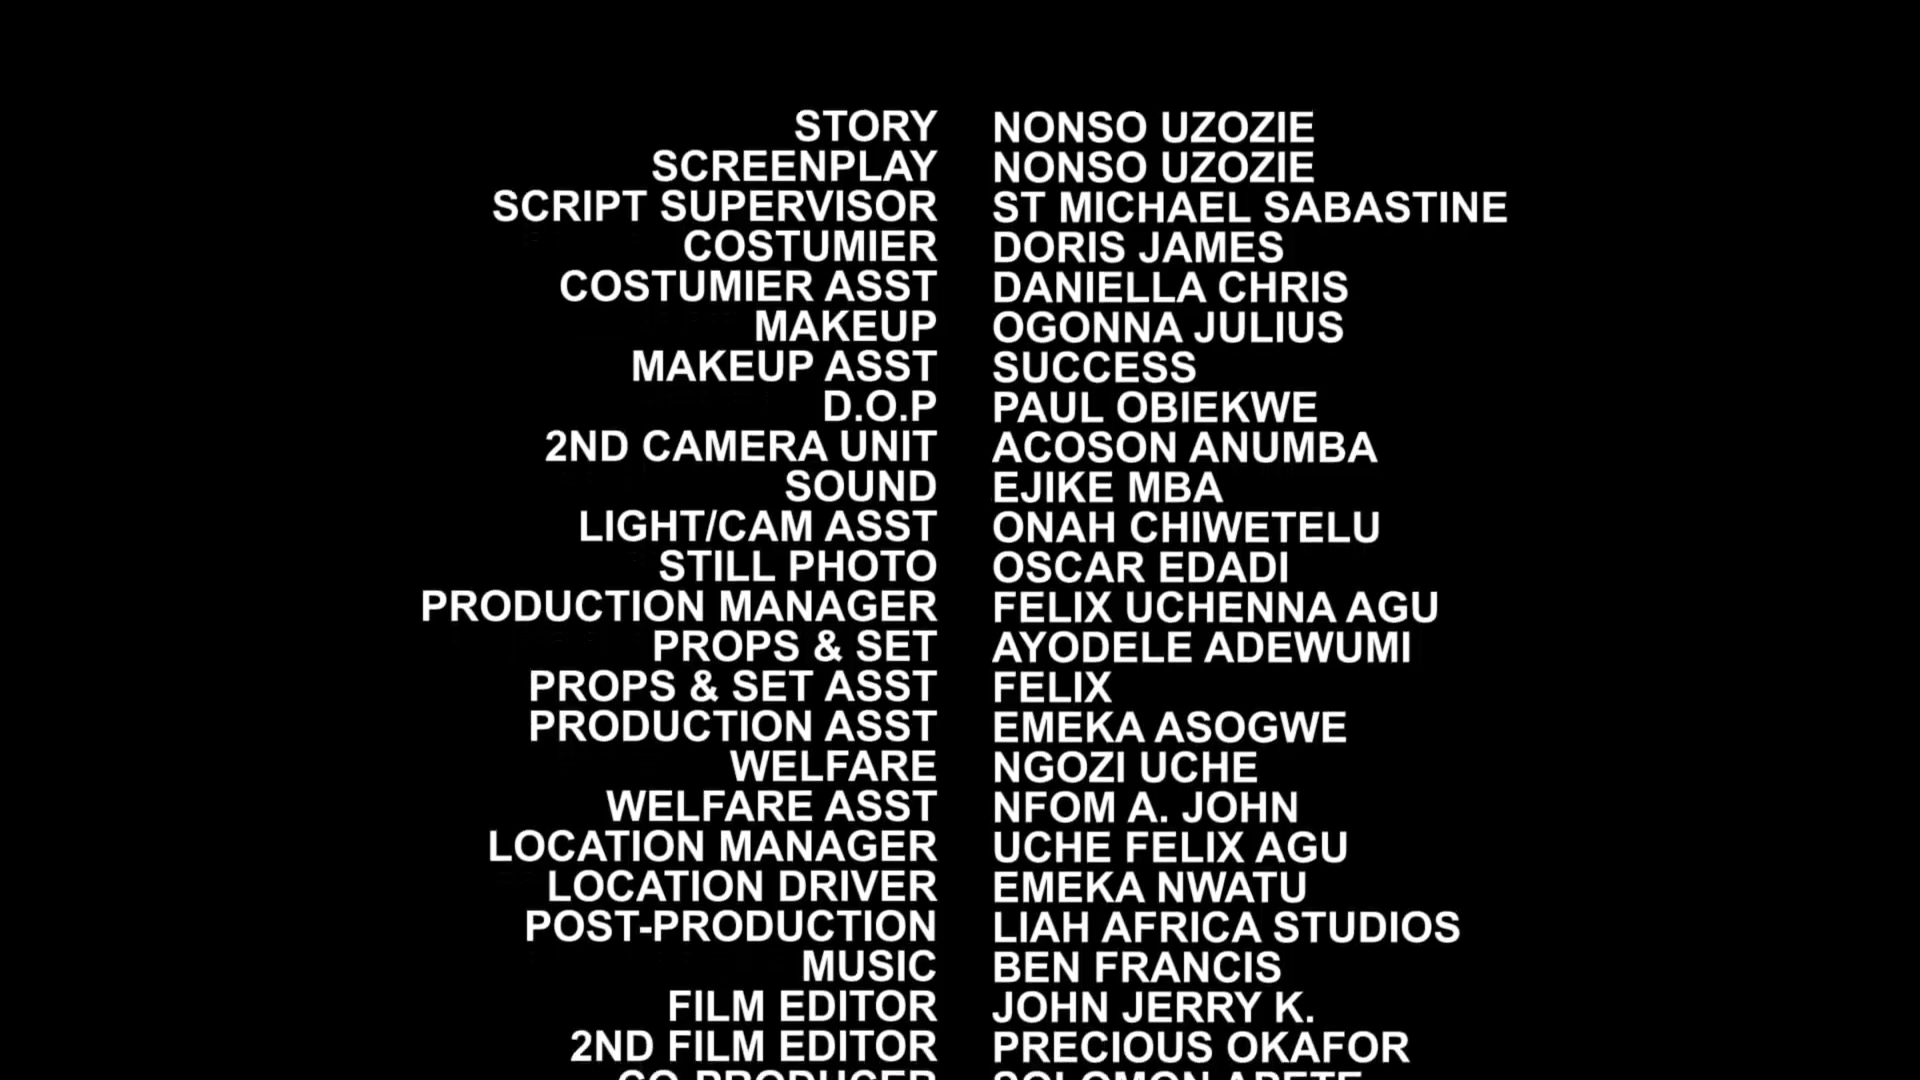 STORY NONSO UZOZIE
SCREENPLAY NONSO UZOZIE
SCRIPT SUPERVISOR ST MICHAEL SABASTINE
COSTUMIER DORIS JAMES
COSTUMIER ASST DANIELLA CHRIS
MAKEUP OGONNA JULIUS
MAKEUP ASST SUCCESS
D.O.P PAUL OBIEKWE
2ND CAMERA UNIT ACOSON ANUMBA
SOUND EJIKE MBA
LIGHT/CAM ASST ONAH CHIWETELU
STILL PHOTO OSCAR EDADI
PRODUCTION MANAGER FELIX UCHENNA AGU
PROPS & SET AYODELE ADEWUMI
PROPS & SET ASST FELIX
PRODUCTION ASST EMEKA ASOGWE
WELFARE NGOZI UCHE
WELFARE ASST NFOM A. JOHN
LOCATION MANAGER UCHE FELIX AGU
LOCATION DRIVER EMEKA NWATU
POST-PRODUCTION LIAH AFRICA STUDIOS
MUSIC BEN FRANCIS
FILM EDITOR JOHN JERRY K.
2ND FILM EDITOR PRECIOUS OKAFOR
CO-PRODUCER SOLOMON